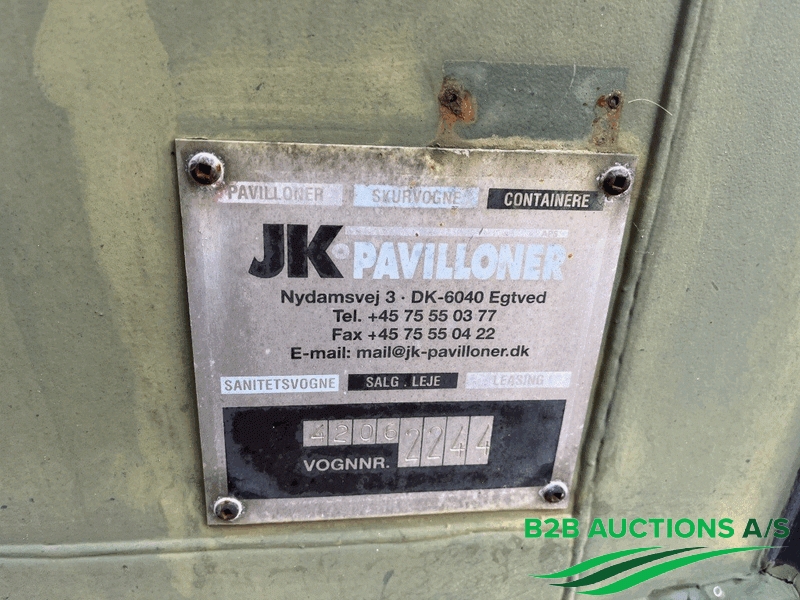 PAVILLONER SKURVOGNE CONTAINERE
JK PAVILLONER
Nydamsvej 3 · DK-6040 Egtved
Tel. +45 75 55 03 77
Fax +45 75 55 04 22
E-mail: mail@jk-pavilloner.dk
SANITETSVOGNE SALG . LEJE LEASING
4206
VOGNNR. 2244
B2B AUCTIONS A/S